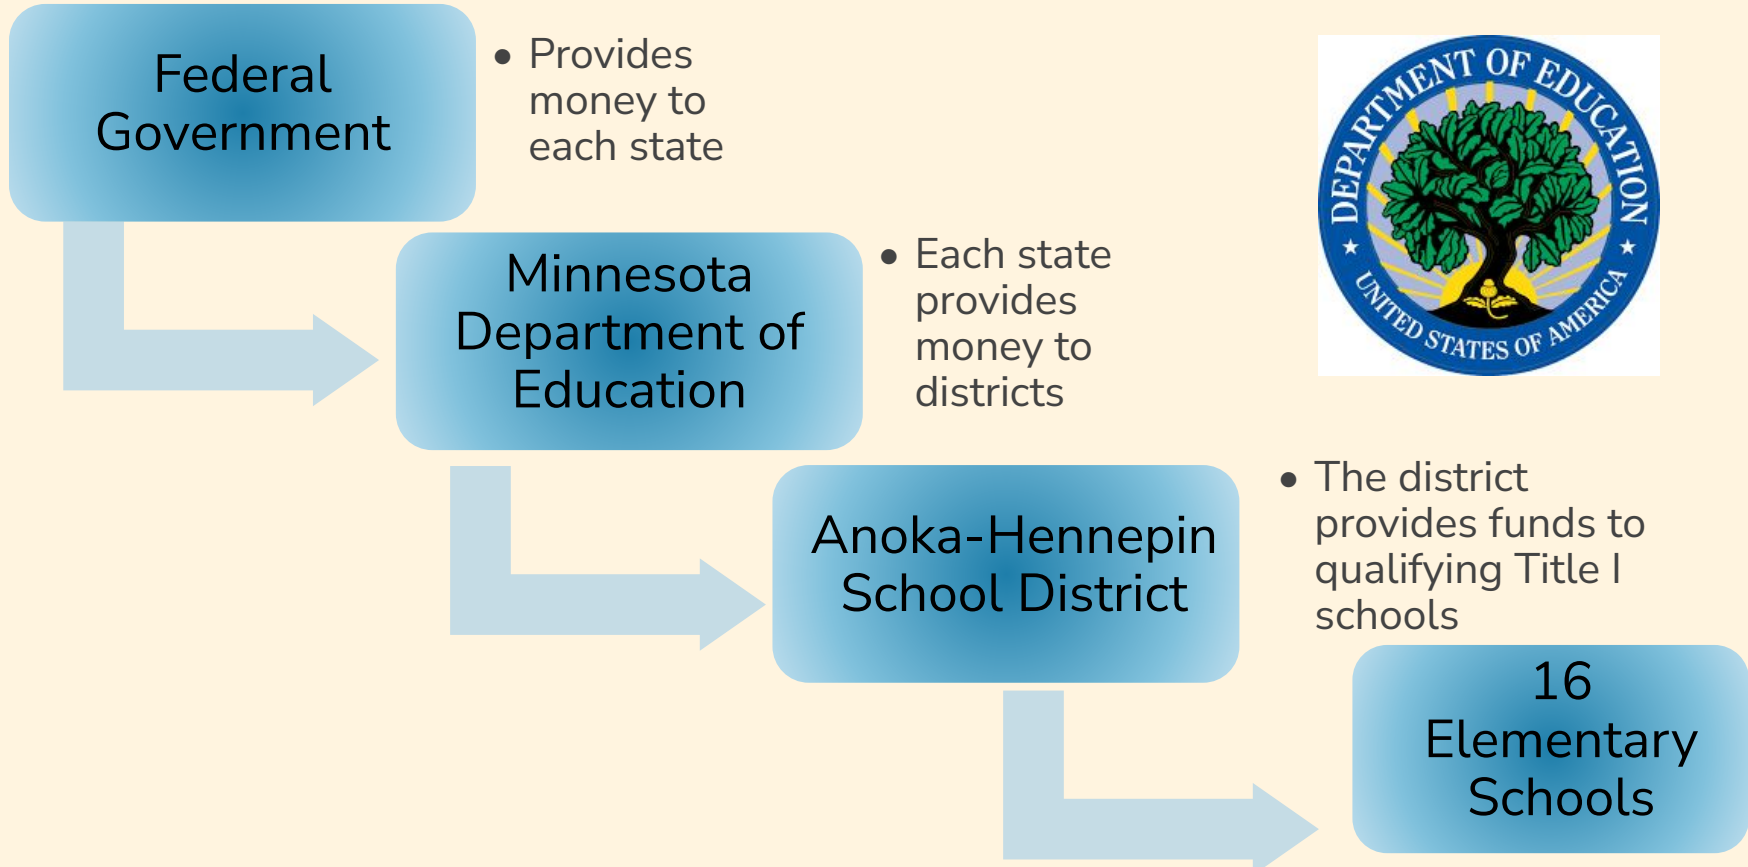 Federal
Government
• Provides
money to
each state
DEPARTMENT OF EDUCATION
★ UNITED STATES OF AMERICA ★
Minnesota
Department of
Education
• Each state
provides
money to
districts
Anoka-Hennepin
School District
• The district
provides funds to
qualifying Title I
schools
16
Elementary
Schools